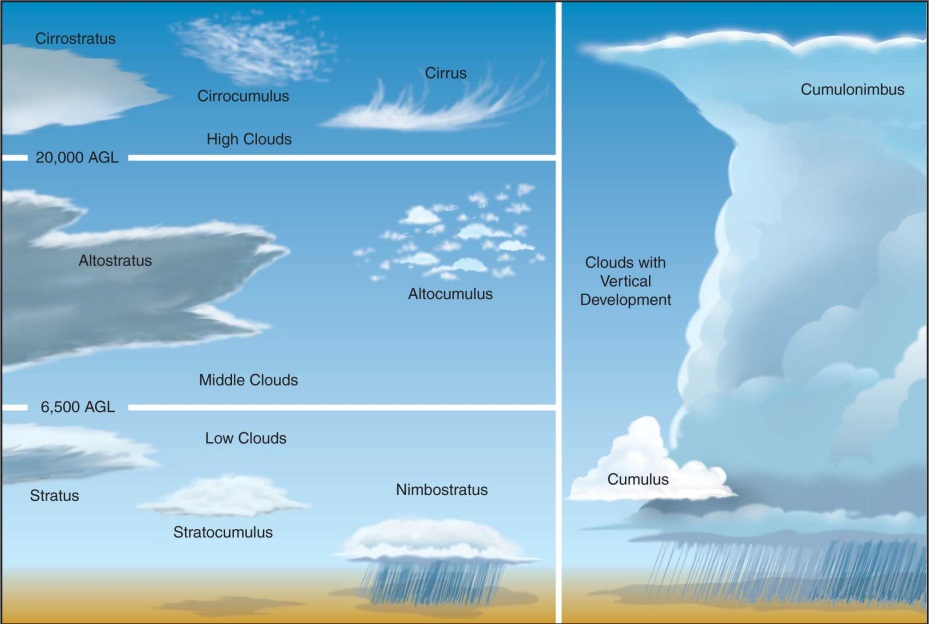 Cirrostratus
Cirrocumulus
Cirrus
High Clouds
20,000 AGL
Altostratus
Altocumulus
Middle Clouds
6,500 AGL
Low Clouds
Stratus
Stratocumulus
Nimbostratus
Cumulonimbus
Clouds with
Vertical
Development
Cumulus